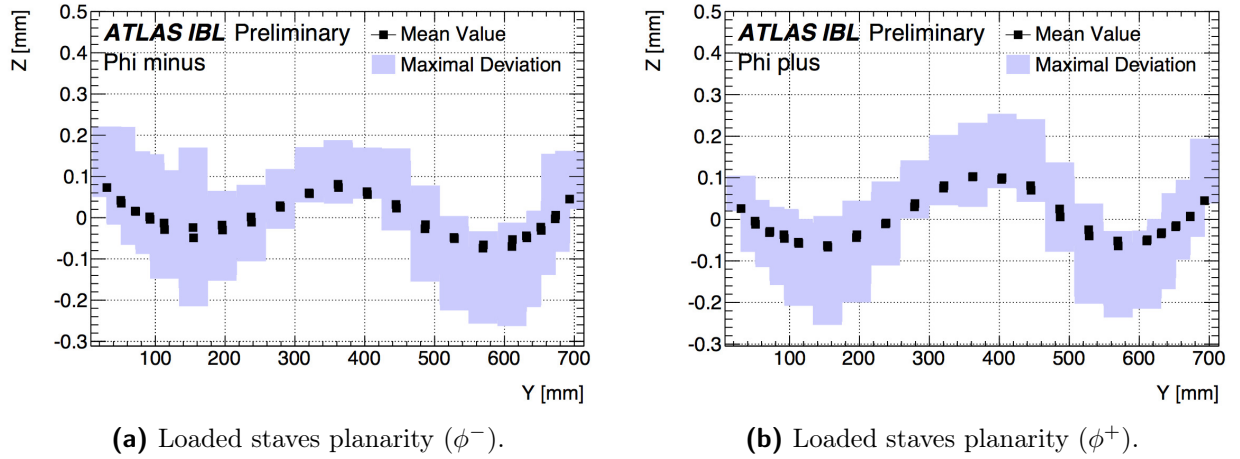 ATLAS IBL Preliminary
Phi minus
Mean Value
Maximal Deviation
Z [mm]
0.5
0.4
0.3
0.2
0.1
0
-0.1
-0.2
-0.3
100 200 300 400 500 600 700
Y [mm]
(a) Loaded staves planarity (ϕ⁻).
ATLAS IBL Preliminary
Phi plus
Mean Value
Maximal Deviation
Z [mm]
0.5
0.4
0.3
0.2
0.1
0
-0.1
-0.2
-0.3
100 200 300 400 500 600 700
Y [mm]
(b) Loaded staves planarity (ϕ⁺).